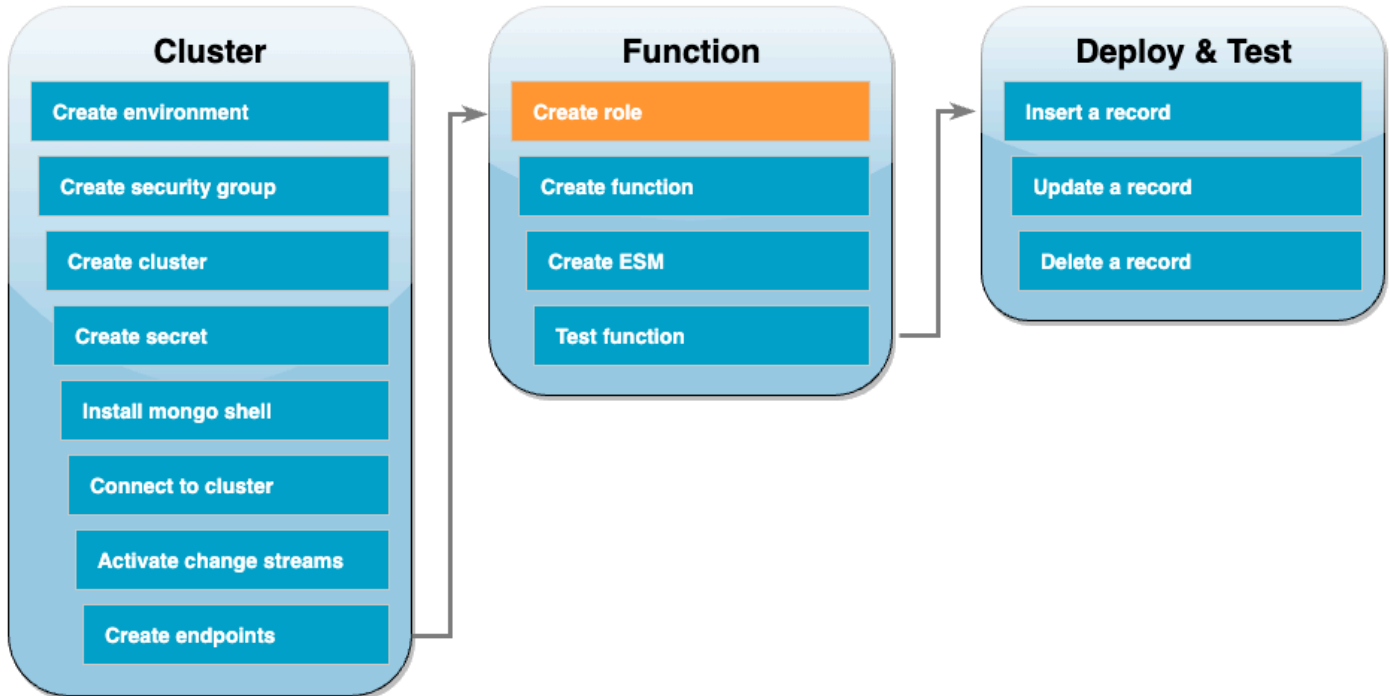 Cluster
Create environment
Create security group
Create cluster
Create secret
Install mongo shell
Connect to cluster
Activate change streams
Create endpoints
Function
Create role
Create function
Create ESM
Test function
Deploy & Test
Insert a record
Update a record
Delete a record